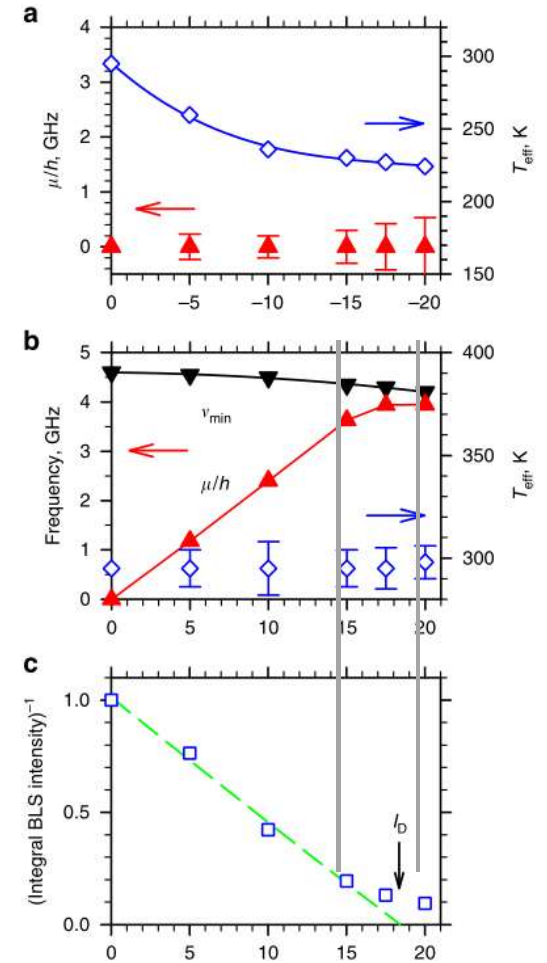 a
4
3
2
1
0
μ/h, GHz
300
250
200
150
T_eff, K
0 −5 −10 −15 −20
b
5
4
3
2
1
0
Frequency, GHz
ν_min
μ/h
400
350
300
T_eff, K
0 5 10 15 20
c
1.0
0.5
0.0
(Integral BLS intensity)⁻¹
I_D
0 5 10 15 20